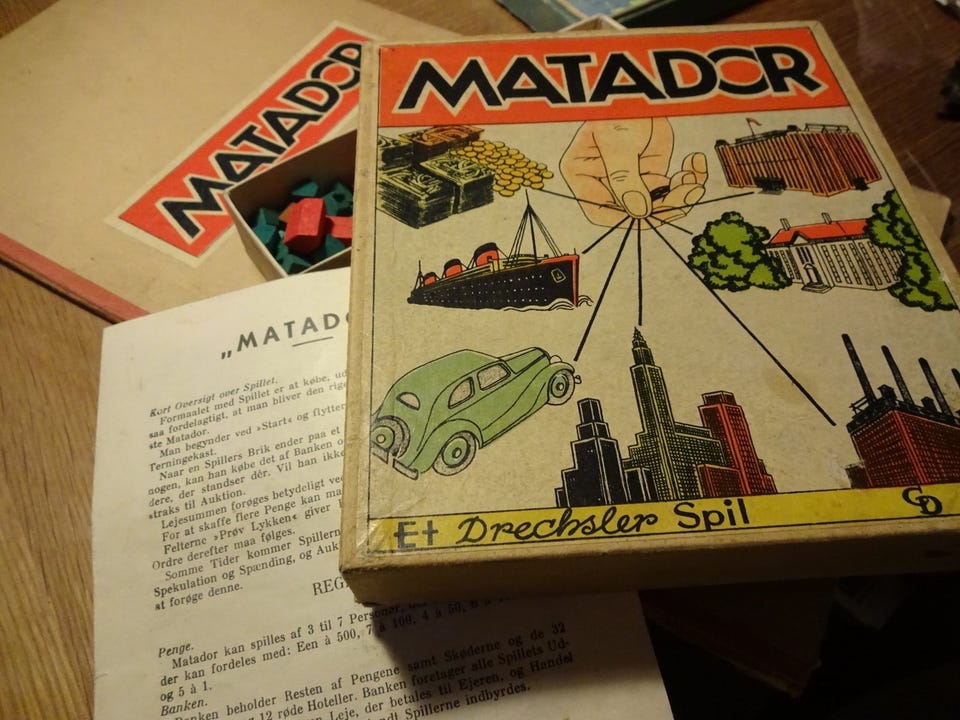 MATADOR
MATADOR
Et Drechsler Spil
„MATADO
Kort Oversigt over Spillet.
Formaalet med Spillet er at købe, ud
saa fordelagtigt, at man bliver den rige
ste Matador.
Man begynder ved »Start« og flytter
Terningekast.
Naar en Spillers Brik ender paa et
nogen, kan han købe det af Banken o
dere, der standser dér. Vil han ikke
straks til Auktion.
Lejesummen forøges betydeligt ved
For at skaffe flere Penge kan ma
Felterne »Prøv Lykken« giver
Ordre derefter maa følges.
Somme Tider kommer Spillern
Spekulation og Spænding, og Auk
at forøge denne.
REG
Penge.
Matador kan spilles af 3 til 7 Personer,
der kan fordeles med: Een à 500, 7 à 100, 4 à 50,
og 5 à 1.
Banken.
Banken beholder Resten af Pengene samt Skøderne og de 32
12 røde Hoteller. Banken foretager alle Spillets Ud-
Leje, der betales til Ejeren, og Handel
Spillerne indbyrdes.